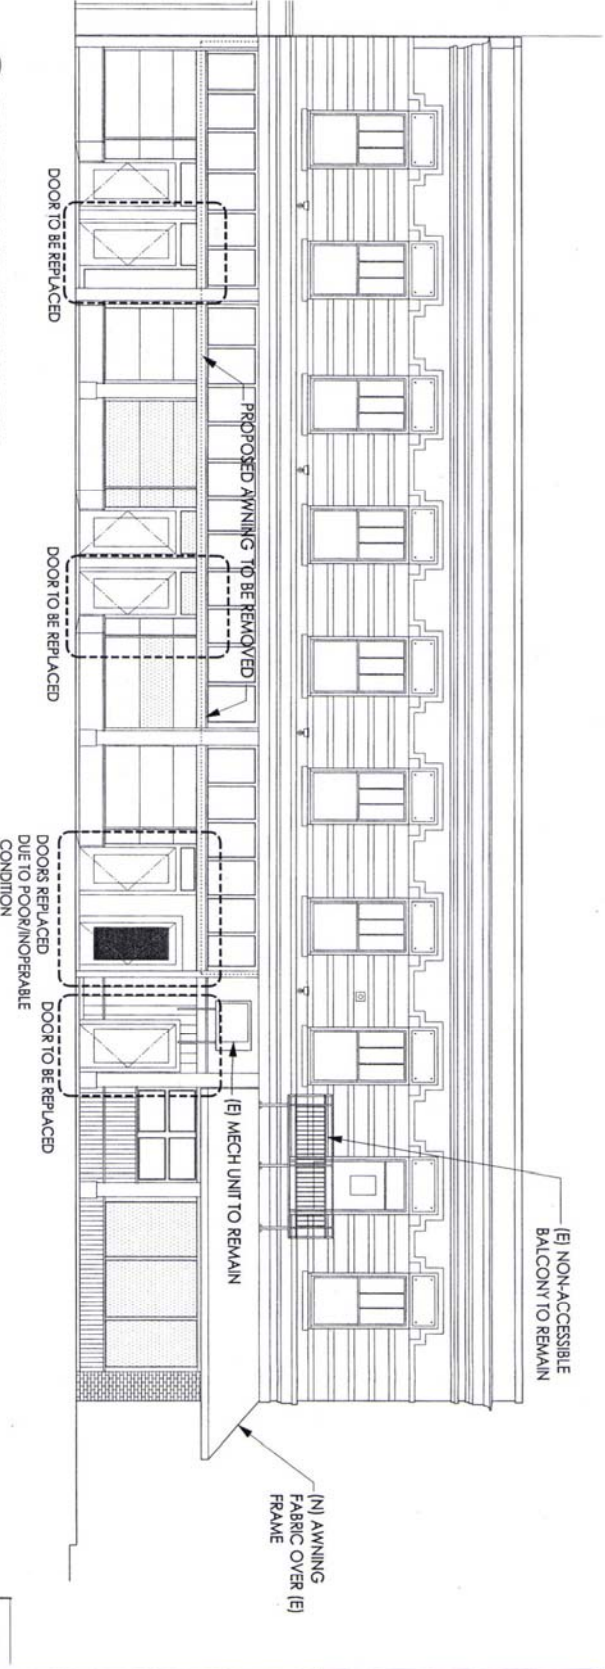 (E) NON-ACCESSIBLE
BALCONY TO REMAIN
(N) AWNING
FABRIC OVER (E)
FRAME
PROPOSED AWNING TO BE REMOVED
(E) MECH UNIT TO REMAIN
DOOR TO BE REPLACED
DOOR TO BE REPLACED
DOORS REPLACED
DUE TO POOR/INOPERABLE
CONDITION
DOOR TO BE REPLACED